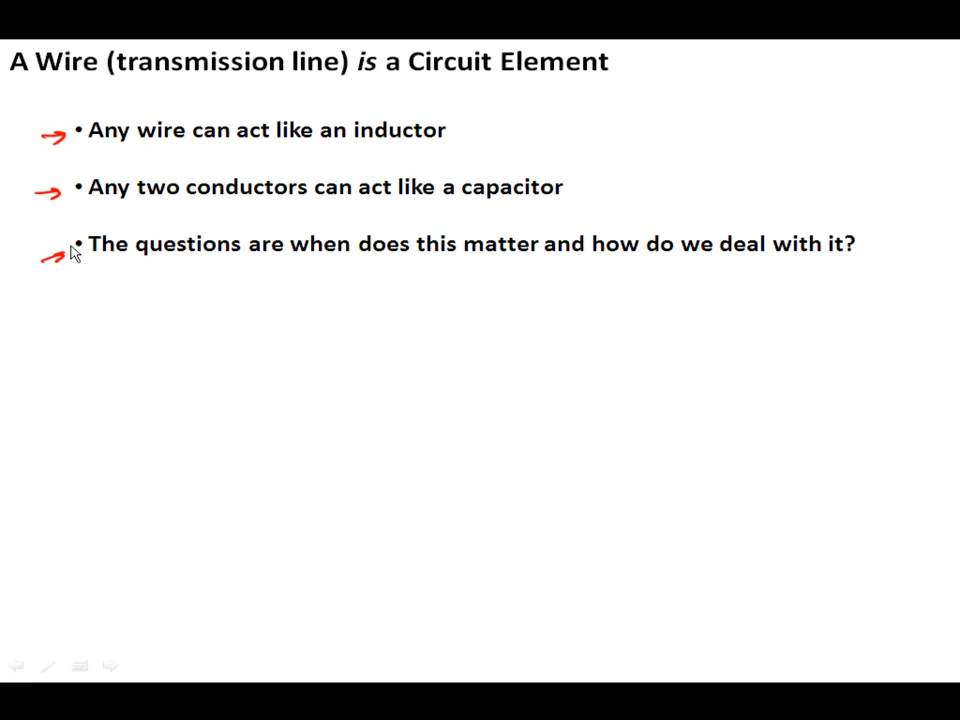 A Wire (transmission line) is a Circuit Element
• Any wire can act like an inductor
• Any two conductors can act like a capacitor
• The questions are when does this matter and how do we deal with it?